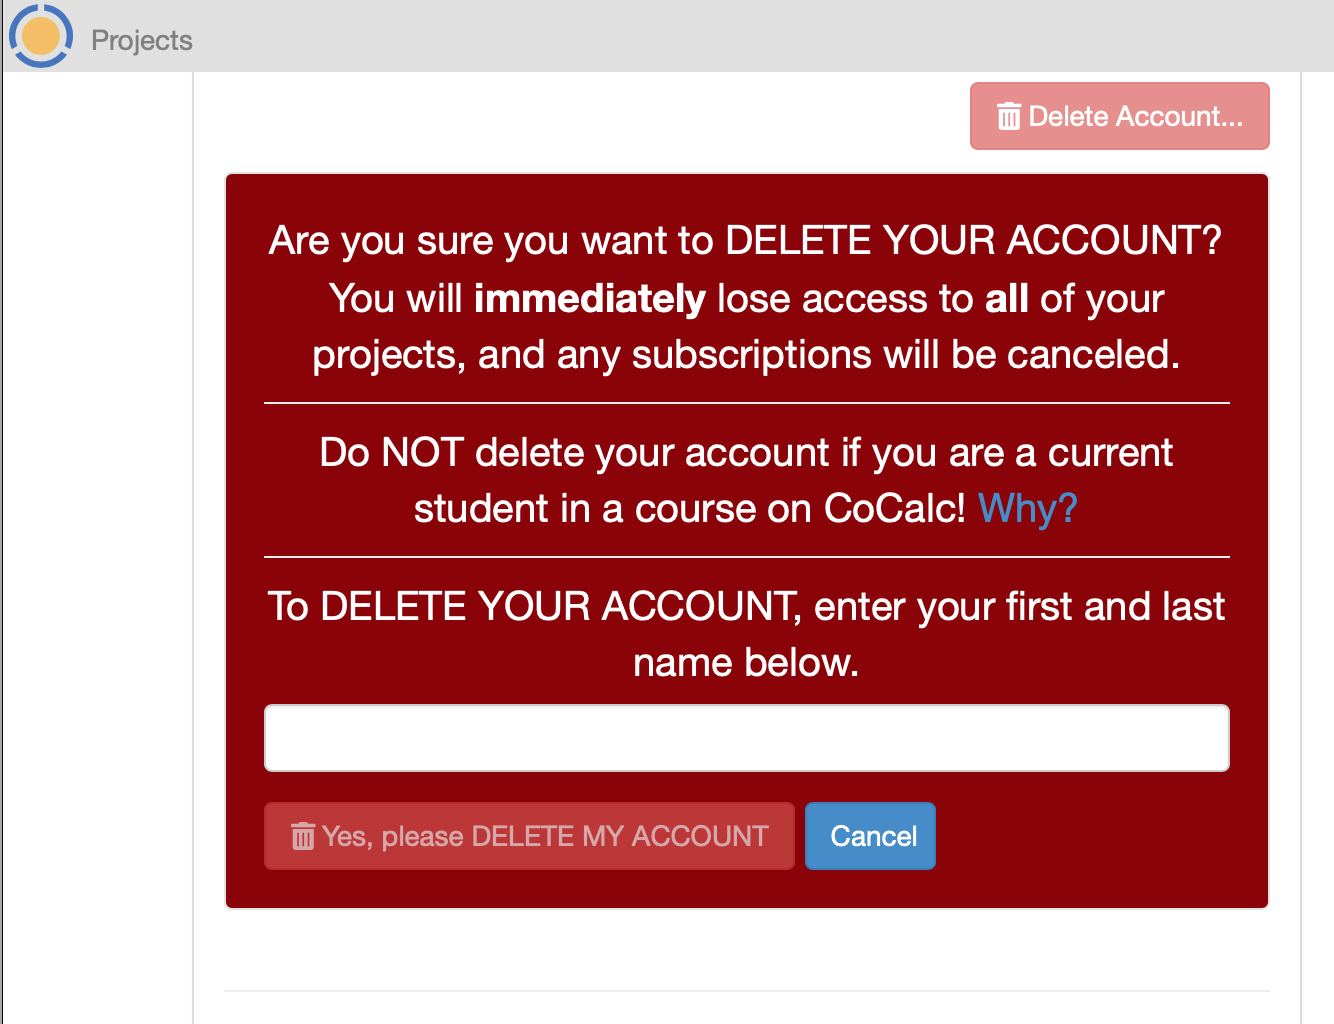 Projects
Delete Account...
Are you sure you want to DELETE YOUR ACCOUNT?
You will immediately lose access to all of your
projects, and any subscriptions will be canceled.
Do NOT delete your account if you are a current
student in a course on CoCalc! Why?
To DELETE YOUR ACCOUNT, enter your first and last
name below.
Yes, please DELETE MY ACCOUNT
Cancel